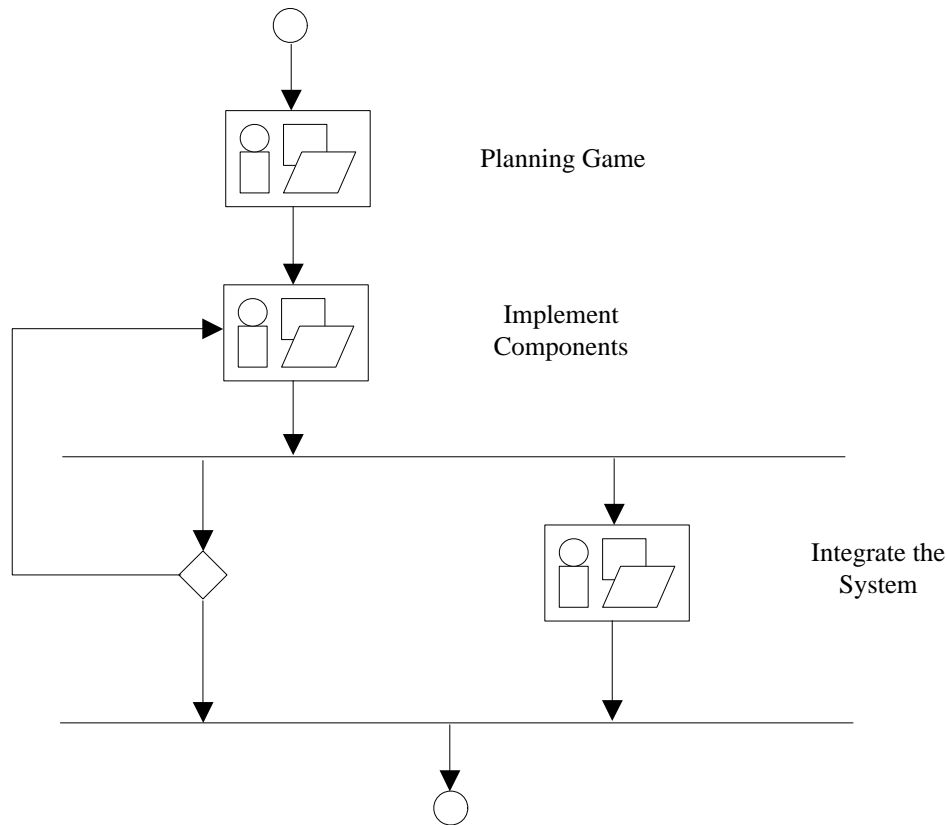 Planning Game
Implement
Components
Integrate the
System